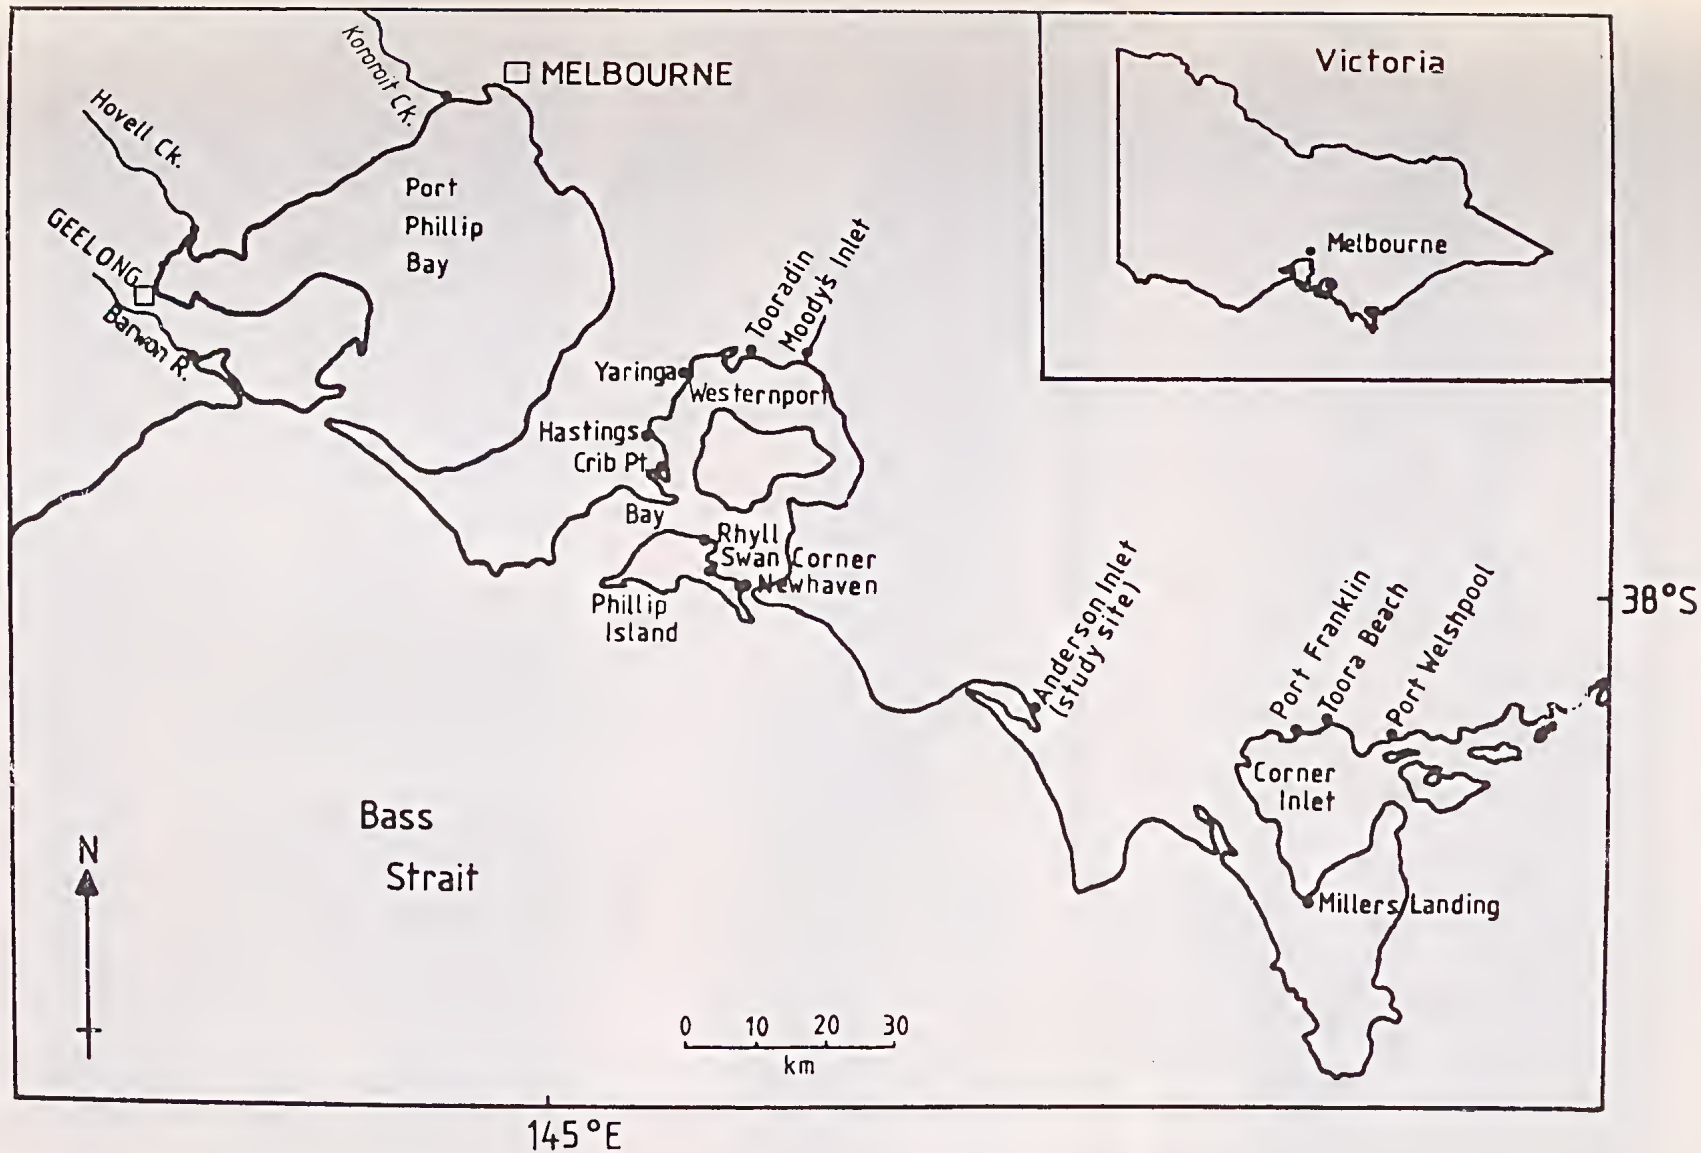 Kororoit Ck.
MELBOURNE
Victoria
Hovell Ck.
Port
Phillip
Bay
GEELONG
Melbourne
Barwon R.
Tooradin
Moodys Inlet
Yaringa
Westernport
Hastings
Crib Pt.
Bay
Rhyll
Swan Corner
Newhaven
Phillip
Island
38°S
Anderson Inlet
(study site)
Port Franklin
Toora Beach
Port Welshpool
Corner
Inlet
Bass
Strait
N
Millers Landing
0 10 20 30
km
145°E